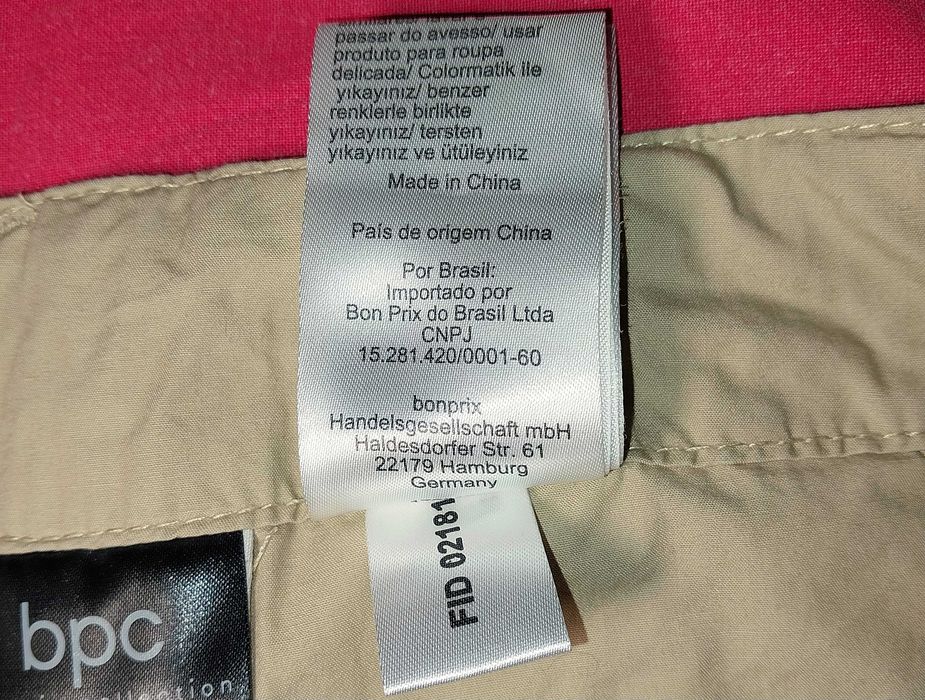 passar do avesso/ usar
produto para roupa
delicada/ Colormatik ile
yıkayınız/ benzer
renklerle birlikte
yıkayınız/ tersten
yıkayınız ve ütüleyiniz
Made in China
País de origem China
Por Brasil:
Importado por
Bon Prix do Brasil Ltda
CNPJ
15.281.420/0001-60
bonprix
Handelsgesellschaft mbH
Haldesdorfer Str. 61
22179 Hamburg
Germany
FID 02181
bpc
collection